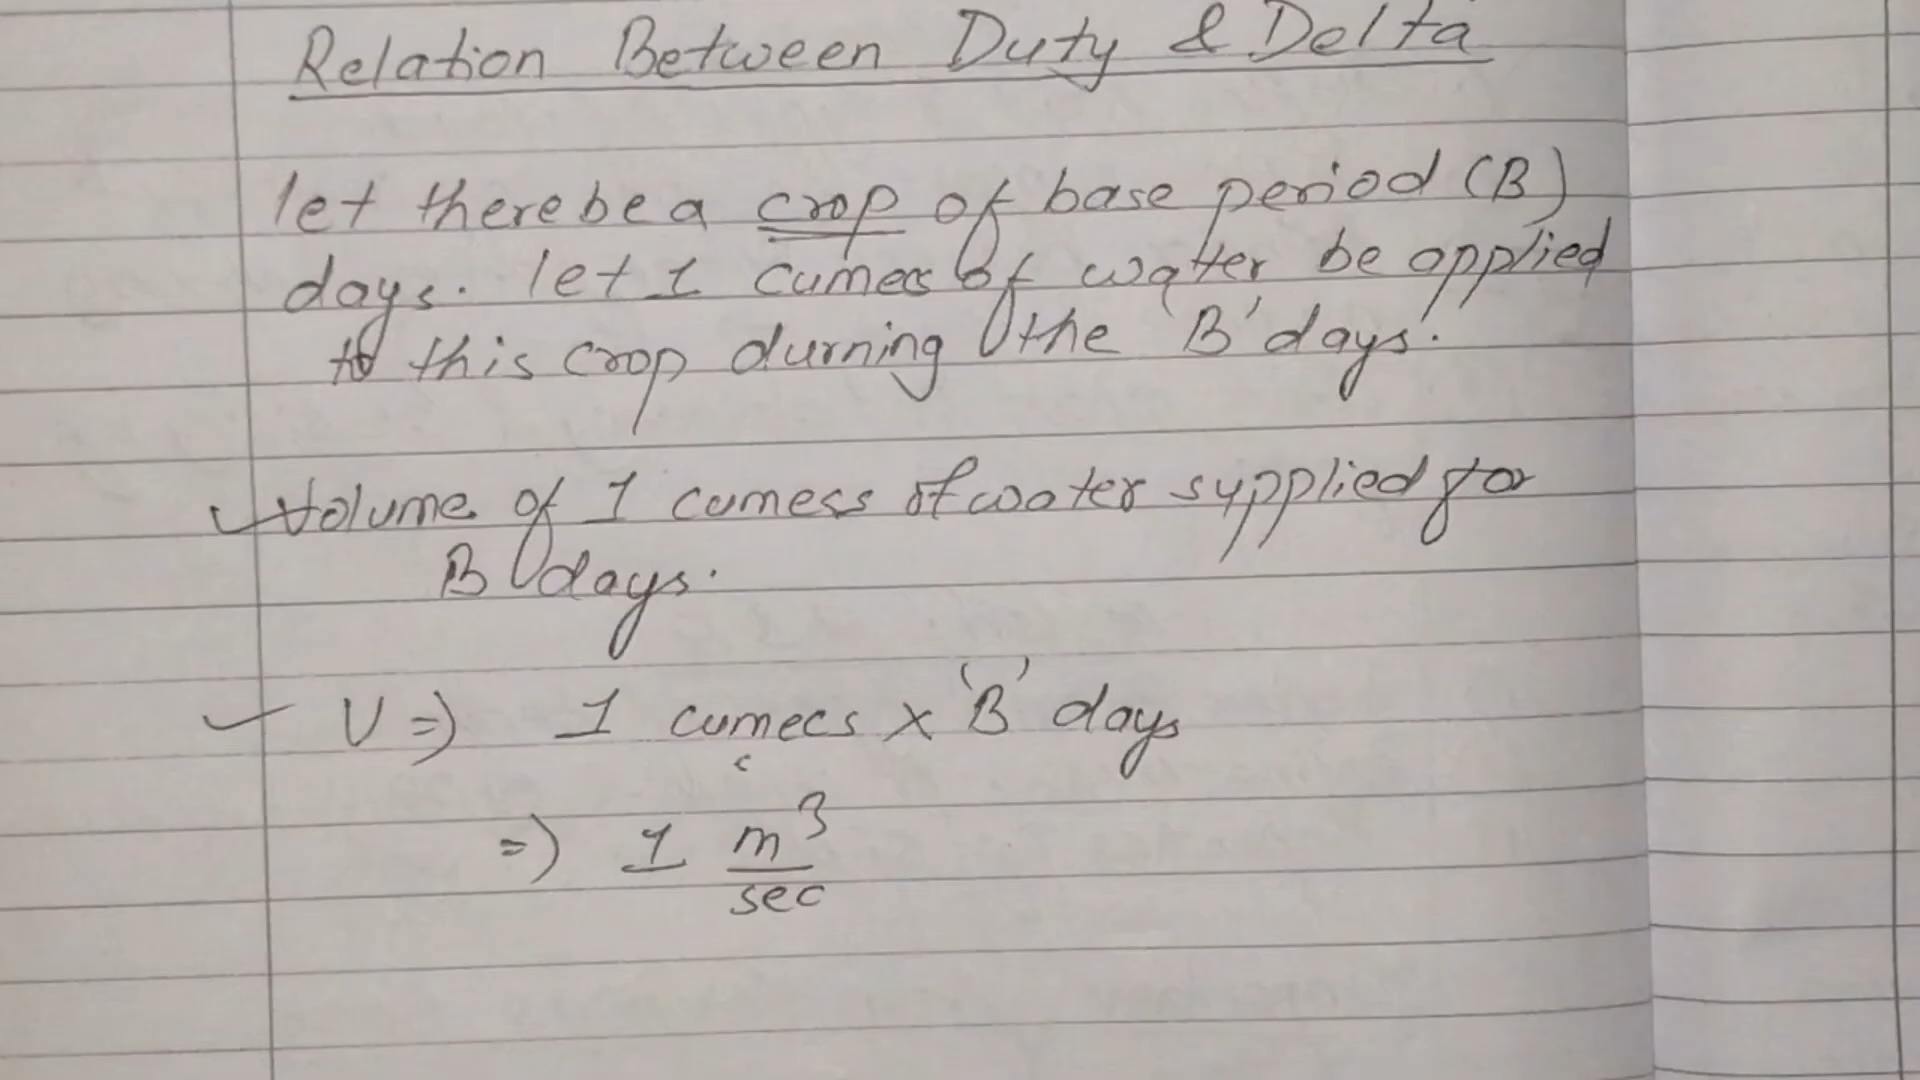 Relation Between Duty & Delta
let there be a crop of base period (B)
days. let 1 cumecs of water be applied
to this crop durning the 'B' days.
Volume of 1 cumess of water supplied for
B days.
V => 1 cumecs x 'B' days
=> 1 m³/sec